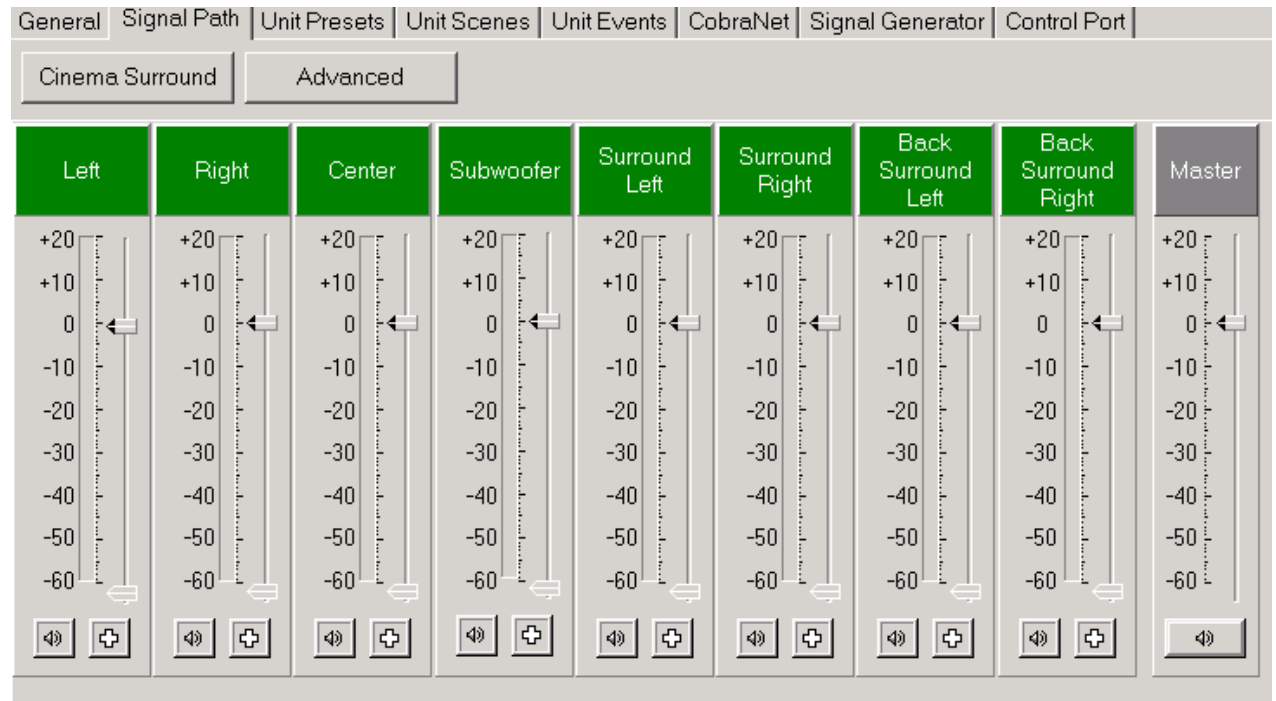 General Signal Path Unit Presets Unit Scenes Unit Events CobraNet Signal Generator Control Port
Cinema Surround Advanced
Left
Right
Center
Subwoofer
Surround
Left
Surround
Right
Back
Surround
Left
Back
Surround
Right
Master
+20 +20 +20 +20 +20 +20 +20 +20 +20
+10 +10 +10 +10 +10 +10 +10 +10 +10
0 0 0 0 0 0 0 0 0
-10 -10 -10 -10 -10 -10 -10 -10 -10
-20 -20 -20 -20 -20 -20 -20 -20 -20
-30 -30 -30 -30 -30 -30 -30 -30 -30
-40 -40 -40 -40 -40 -40 -40 -40 -40
-50 -50 -50 -50 -50 -50 -50 -50 -50
-60 -60 -60 -60 -60 -60 -60 -60 -60